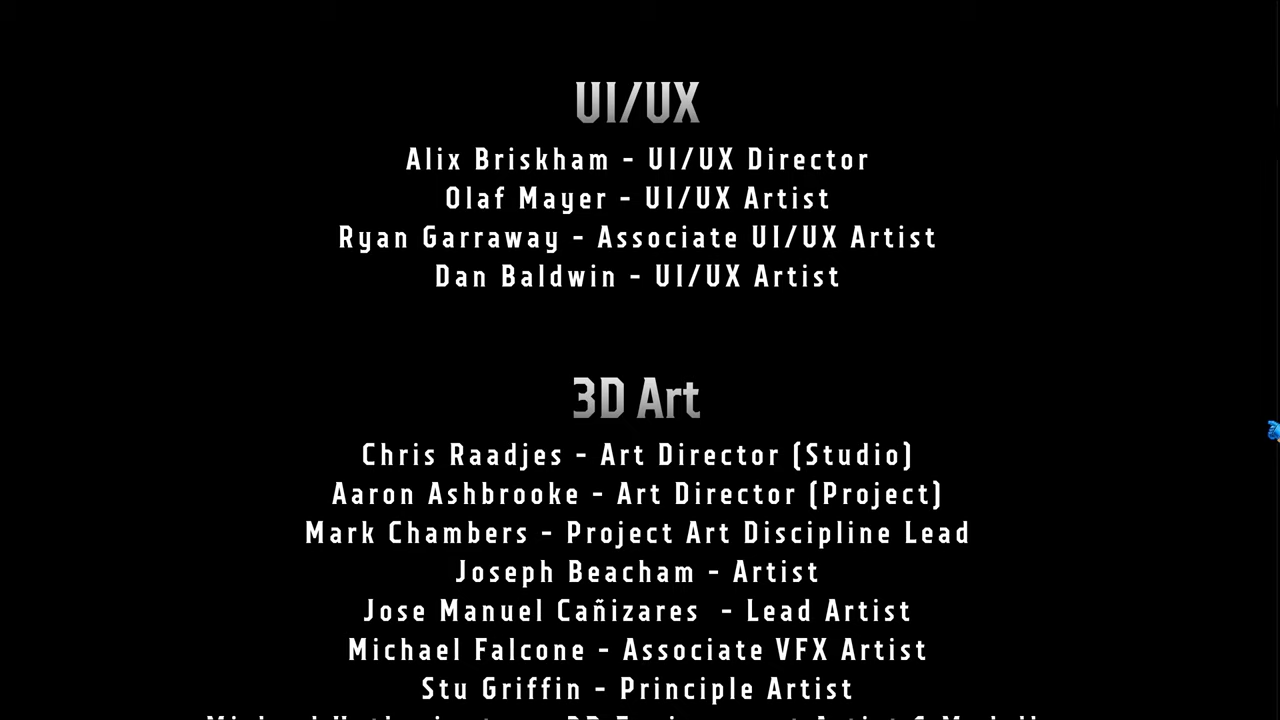 UI/UX
Alix Briskham - UI/UX Director
Olaf Mayer - UI/UX Artist
Ryan Garraway - Associate UI/UX Artist
Dan Baldwin - UI/UX Artist
3D Art
Chris Raadjes - Art Director (Studio)
Aaron Ashbrooke - Art Director (Project)
Mark Chambers - Project Art Discipline Lead
Joseph Beacham - Artist
Jose Manuel Cañizares - Lead Artist
Michael Falcone - Associate VFX Artist
Stu Griffin - Principle Artist